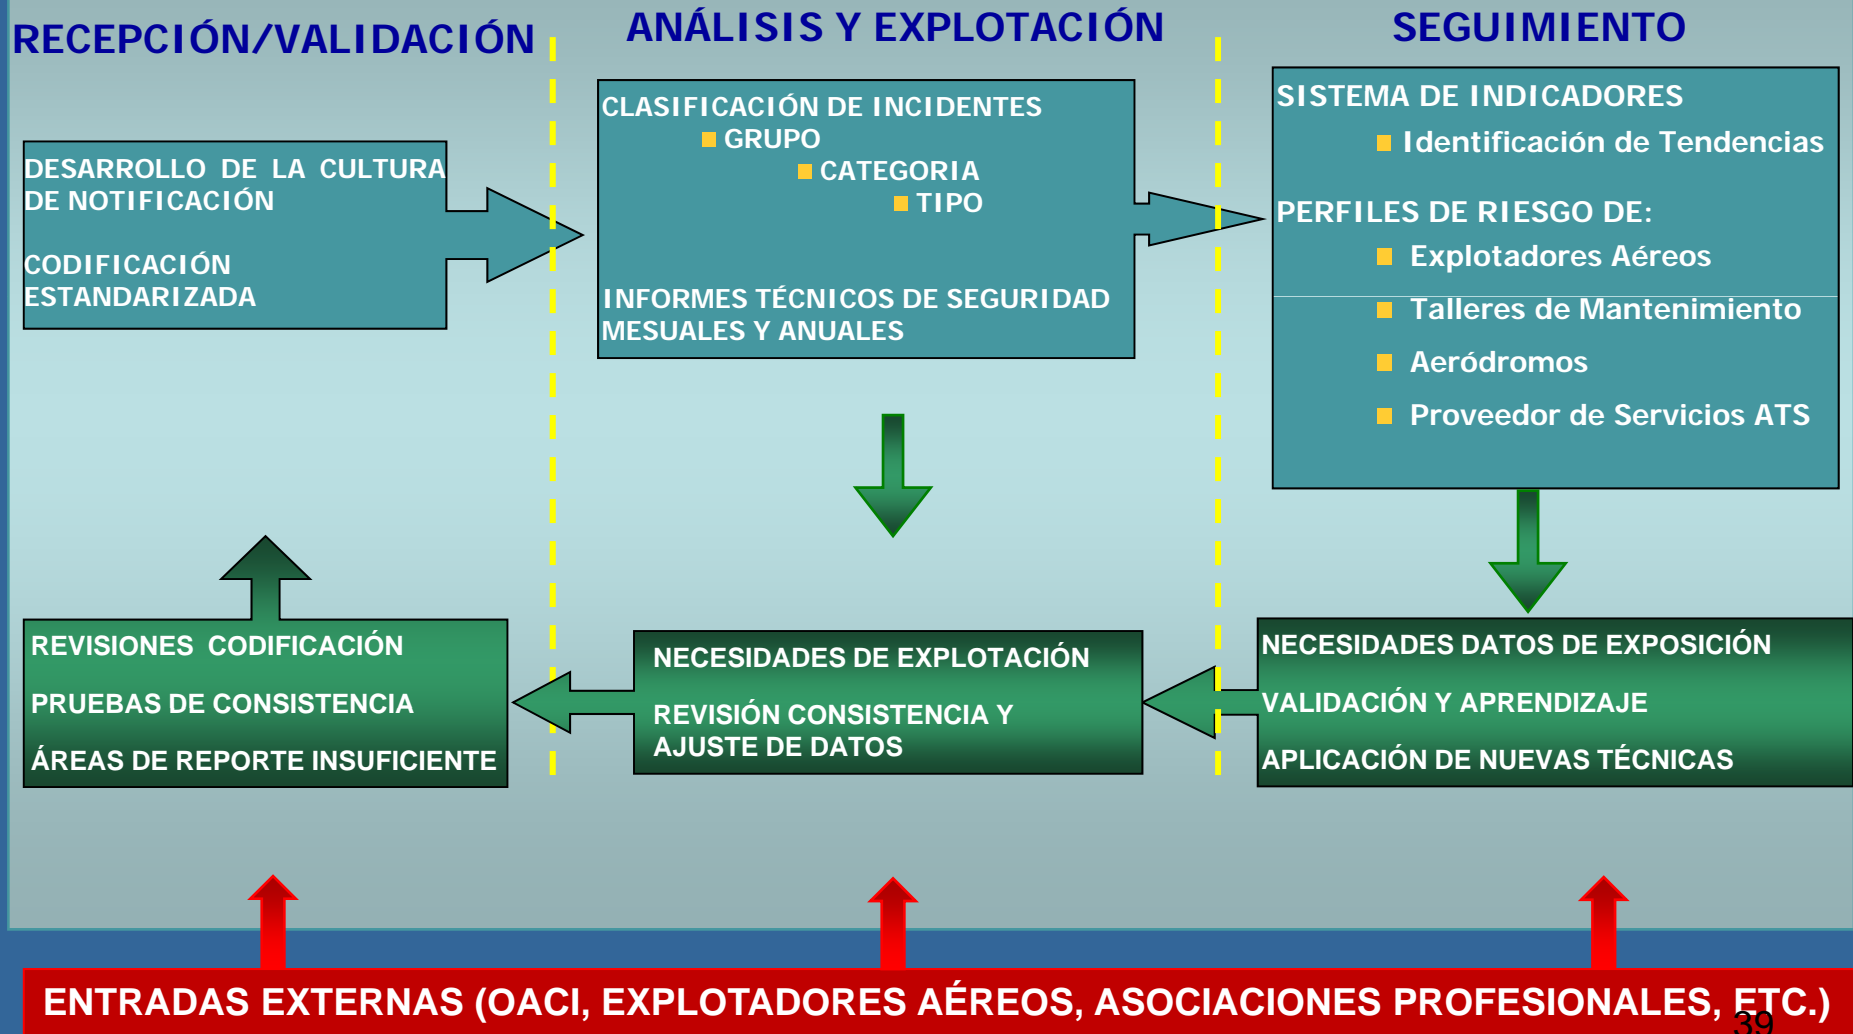 RECEPCIÓN/VALIDACIÓN
ANÁLISIS Y EXPLOTACIÓN
SEGUIMIENTO
DESARROLLO DE LA CULTURA
DE NOTIFICACIÓN
CODIFICACIÓN
ESTANDARIZADA
CLASIFICACIÓN DE INCIDENTES
GRUPO
CATEGORIA
TIPO
INFORMES TÉCNICOS DE SEGURIDAD
MESUALES Y ANUALES
SISTEMA DE INDICADORES
Identificación de Tendencias
PERFILES DE RIESGO DE:
Explotadores Aéreos
Talleres de Mantenimiento
Aeródromos
Proveedor de Servicios ATS
REVISIONES CODIFICACIÓN
PRUEBAS DE CONSISTENCIA
ÁREAS DE REPORTE INSUFICIENTE
NECESIDADES DE EXPLOTACIÓN
REVISIÓN CONSISTENCIA Y
AJUSTE DE DATOS
NECESIDADES DATOS DE EXPOSICIÓN
VALIDACIÓN Y APRENDIZAJE
APLICACIÓN DE NUEVAS TÉCNICAS
ENTRADAS EXTERNAS (OACI, EXPLOTADORES AÉREOS, ASOCIACIONES PROFESIONALES, ETC.)
39